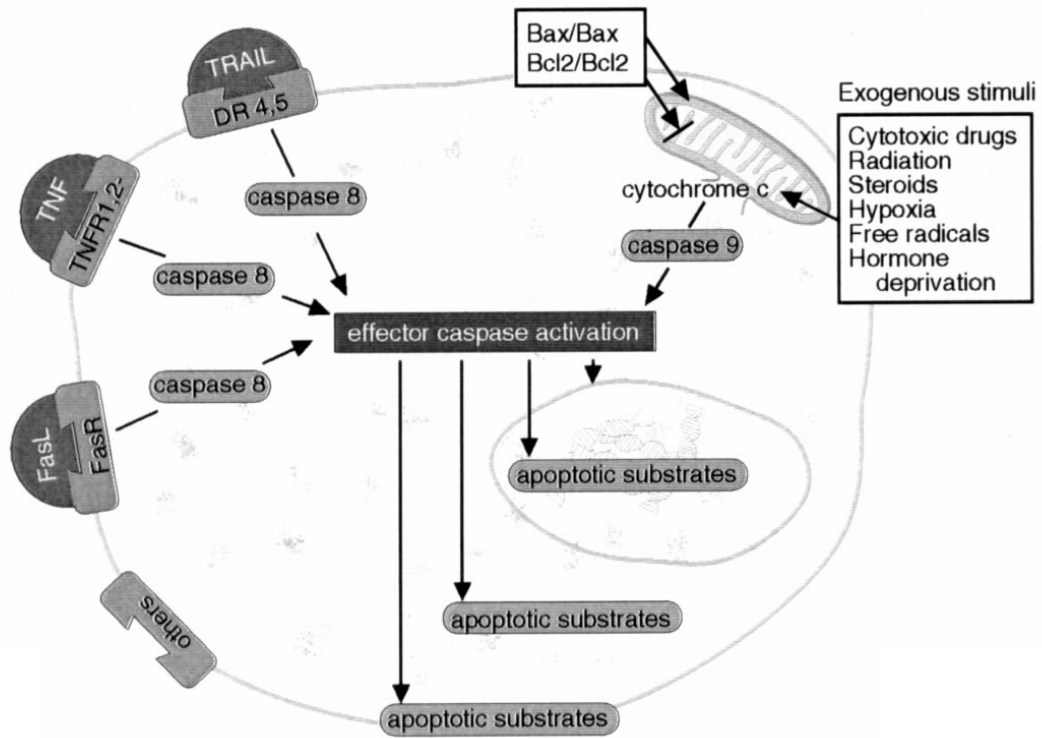 Bax/Bax
Bcl2/Bcl2
TRAIL
DR 4,5
Exogenous stimuli
Cytotoxic drugs
Radiation
Steroids
Hypoxia
Free radicals
Hormone
deprivation
TNF
TNFR1,2-
caspase 8
cytochrome c
caspase 9
caspase 8
effector caspase activation
caspase 8
FasL
FasR
apoptotic substrates
others
apoptotic substrates
apoptotic substrates